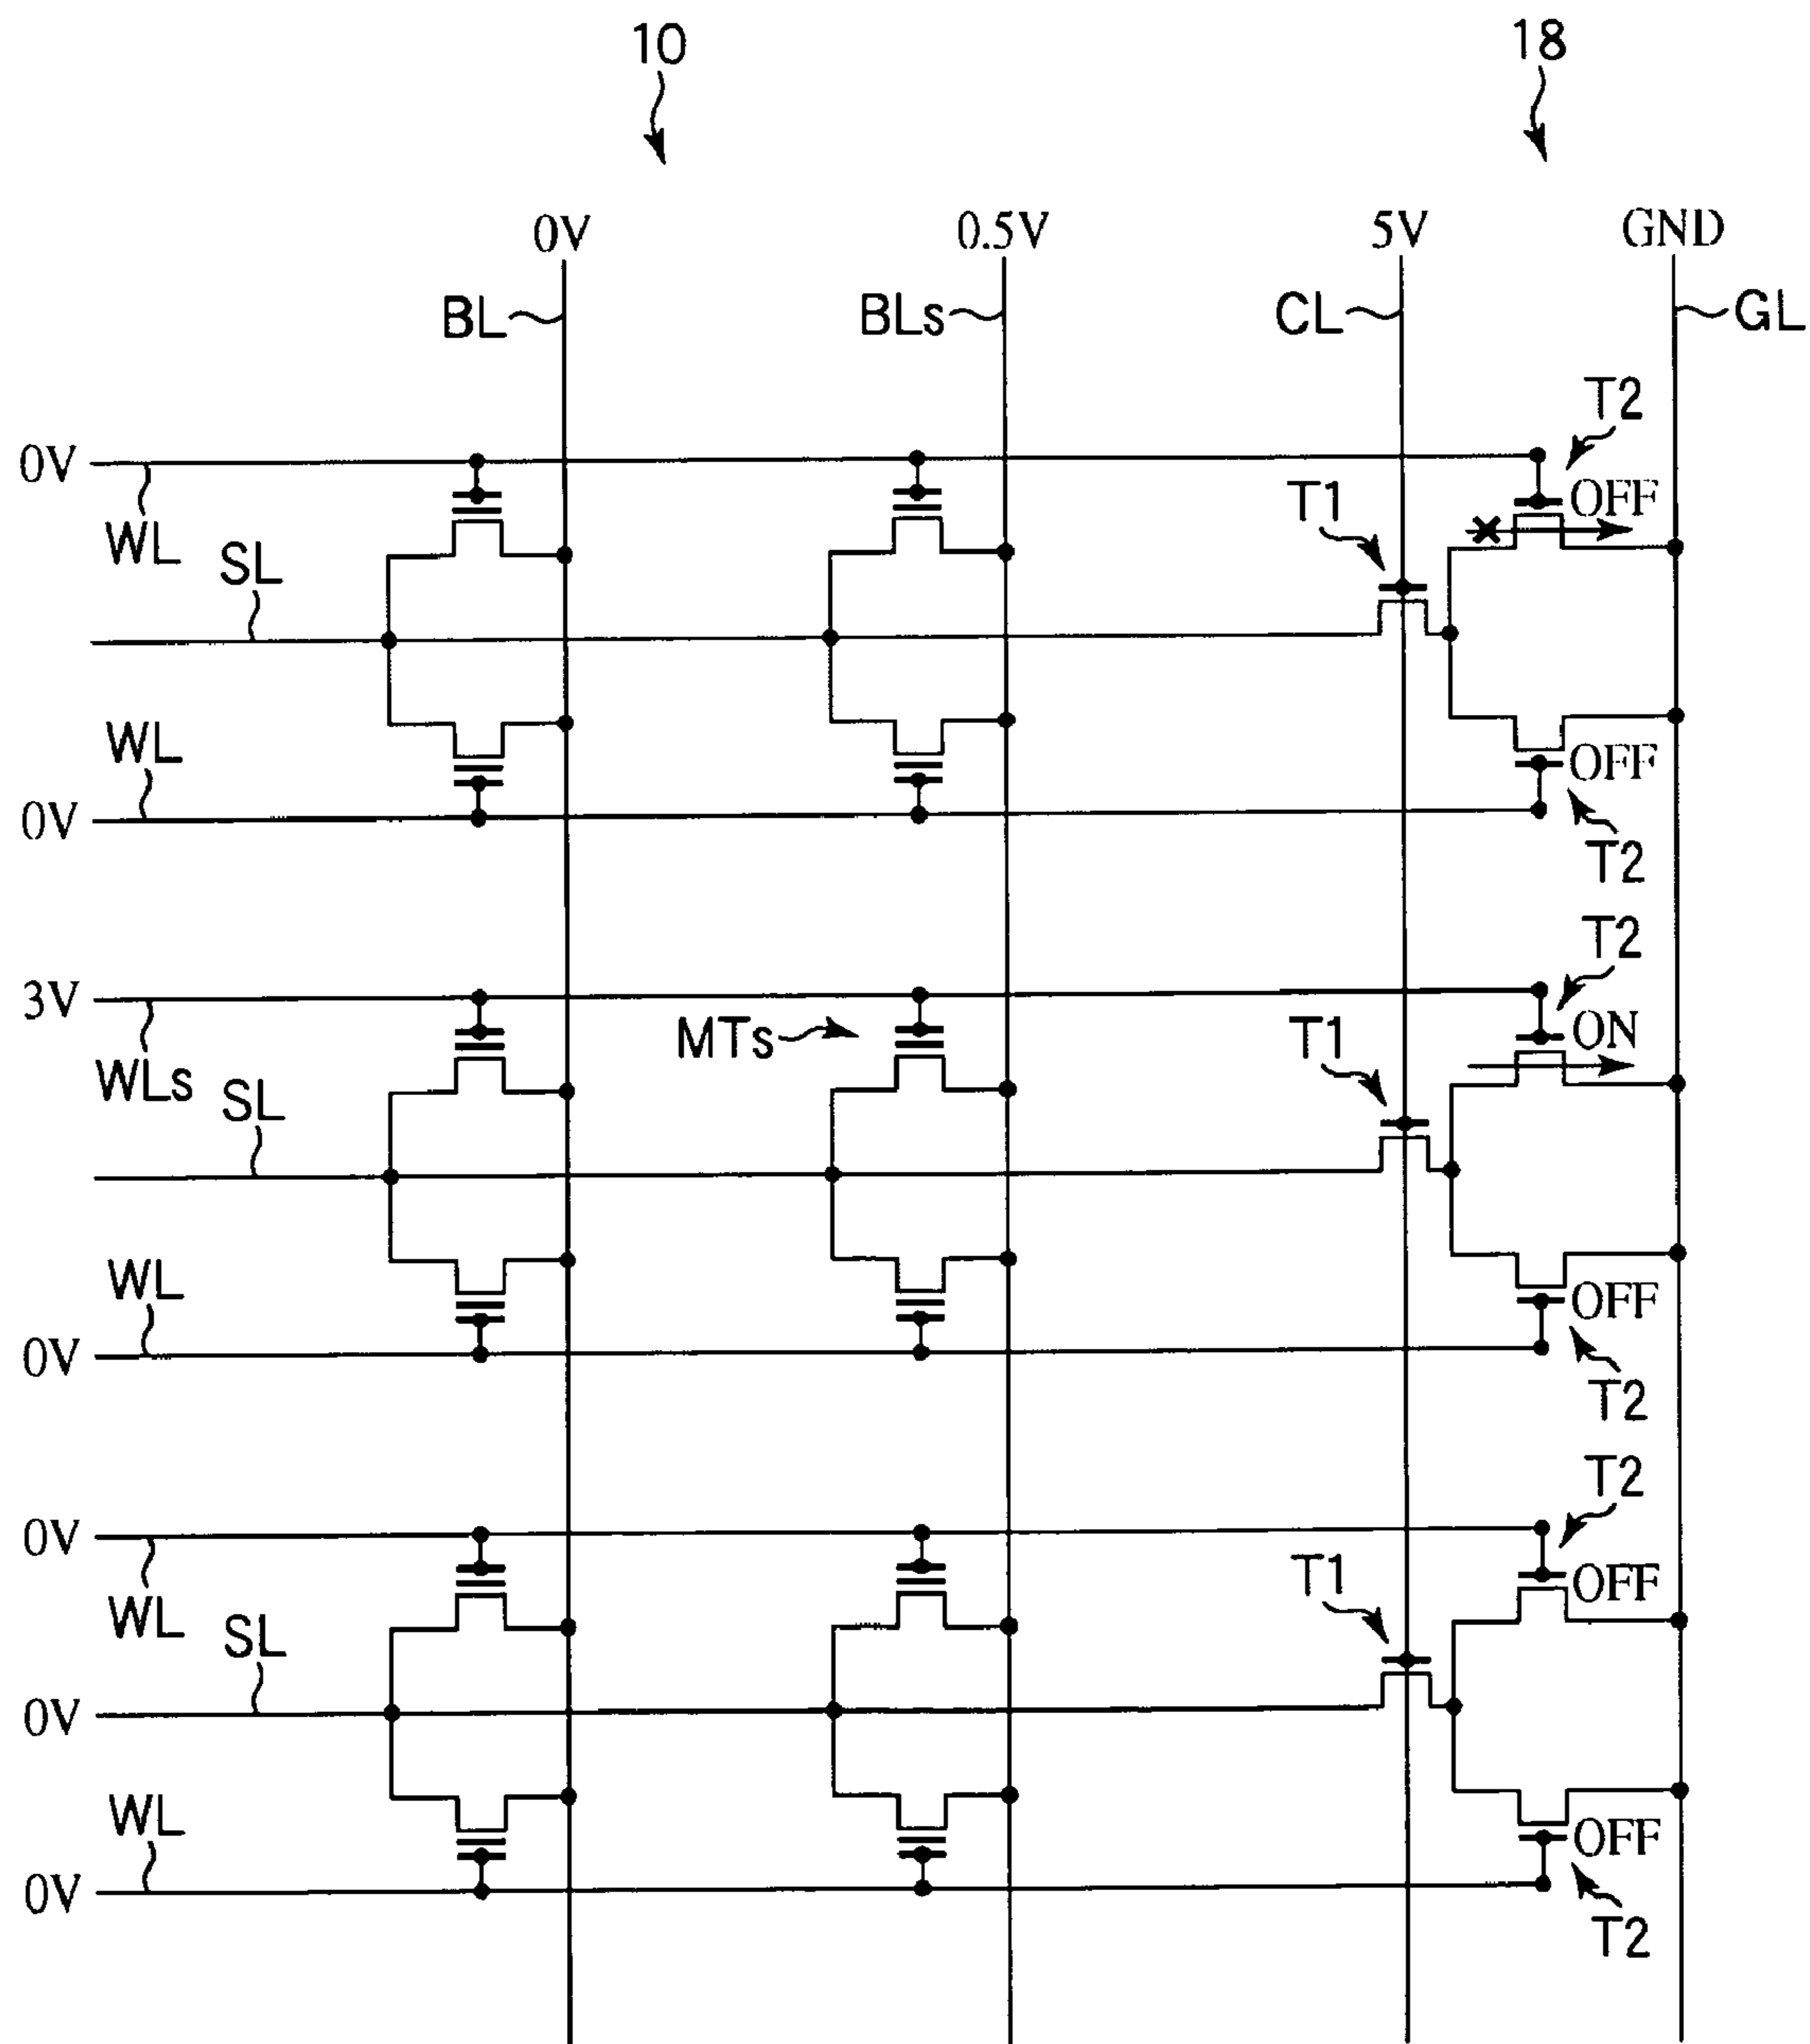 10 18
0V 0.5V 5V GND
BL BLs CL GL
T2
0V
T1 OFF
WL
SL
WL
OFF
0V
T2
T2
3V
MTs T1 ON
WLs
SL
WL
OFF
0V
T2
T2
0V
T1 OFF
WL
SL
0V
WL
OFF
0V
T2